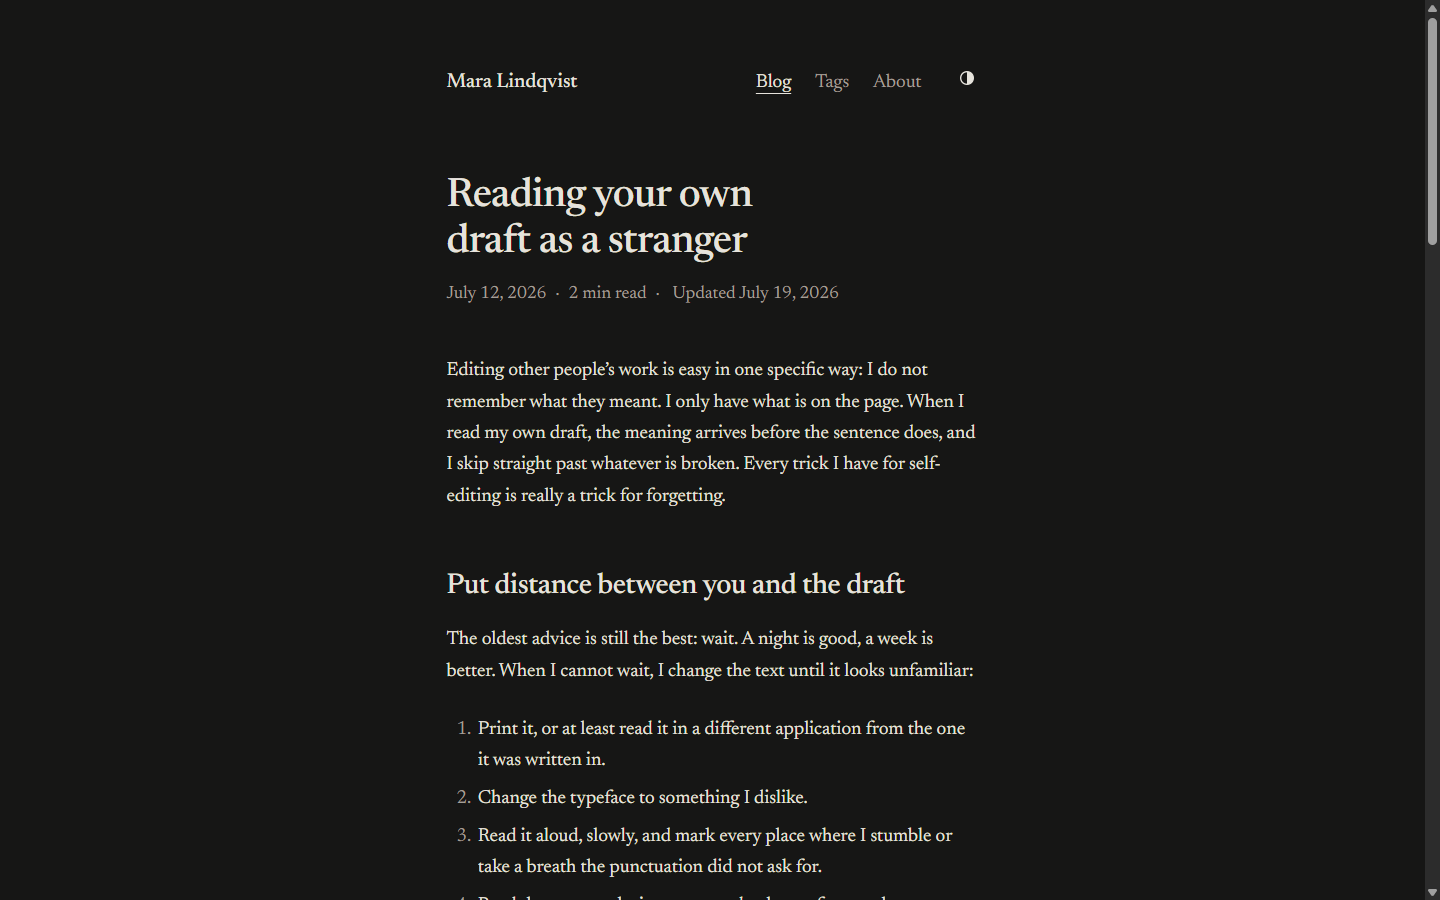 Mara Lindqvist
Blog Tags About
Reading your own
draft as a stranger
July 12, 2026 · 2 min read · Updated July 19, 2026
Editing other people’s work is easy in one specific way: I do not
remember what they meant. I only have what is on the page. When I
read my own draft, the meaning arrives before the sentence does, and
I skip straight past whatever is broken. Every trick I have for self-
editing is really a trick for forgetting.
Put distance between you and the draft
The oldest advice is still the best: wait. A night is good, a week is
better. When I cannot wait, I change the text until it looks unfamiliar:
1. Print it, or at least read it in a different application from the one
it was written in.
2. Change the typeface to something I dislike.
3. Read it aloud, slowly, and mark every place where I stumble or
take a breath the punctuation did not ask for.